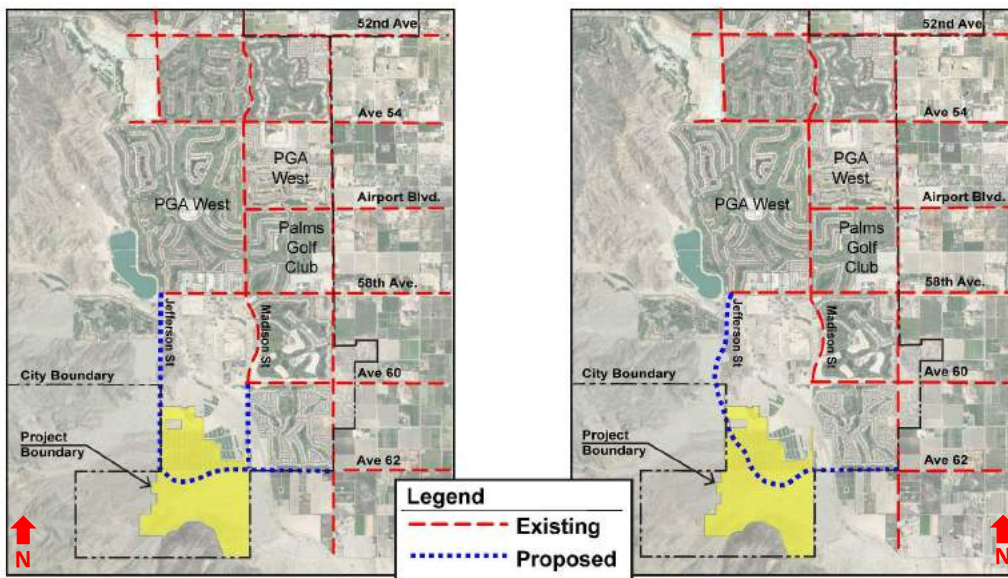 52nd Ave.
Ave 54
PGA
West
Airport Blvd.
PGA West
Palms
Golf
Club
58th Ave.
Jefferson St
Madison St
City Boundary
Ave 60
Project
Boundary
Ave 62
N
52nd Ave.
Ave 54
PGA
West
Airport Blvd.
PGA West
Palms
Golf
Club
58th Ave.
Jefferson St
Madison St
City Boundary
Ave 60
Project
Boundary
Ave 62
N
Legend
Existing
Proposed